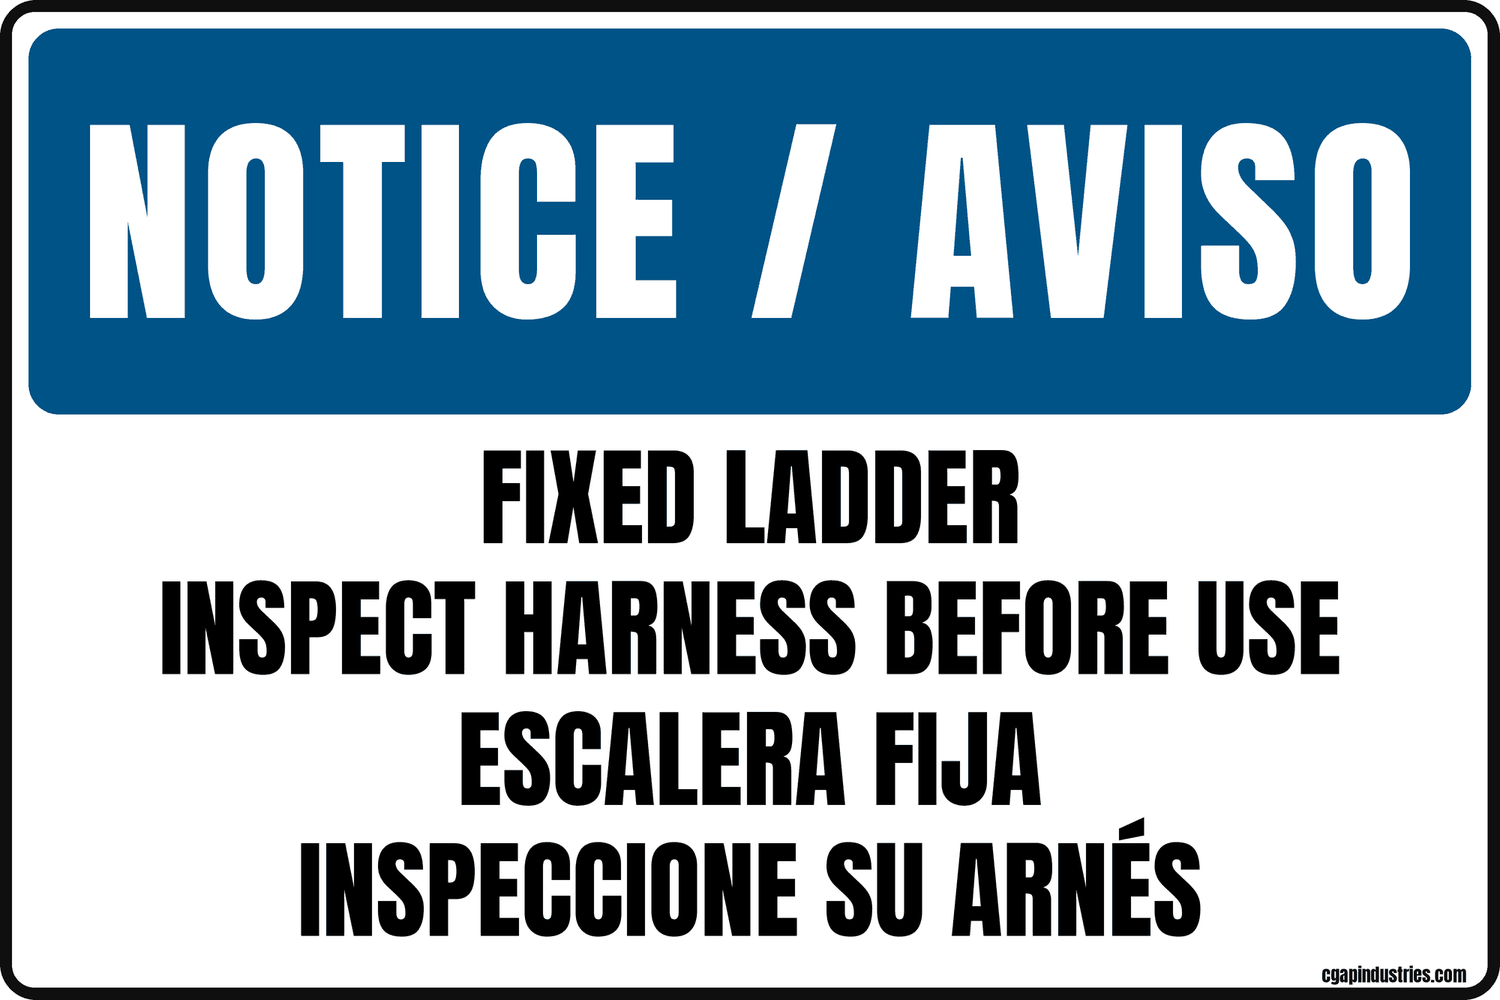 NOTICE / AVISO
FIXED LADDER
INSPECT HARNESS BEFORE USE
ESCALERA FIJA
INSPECCIONE SU ARNÉS
cgapindustries.com